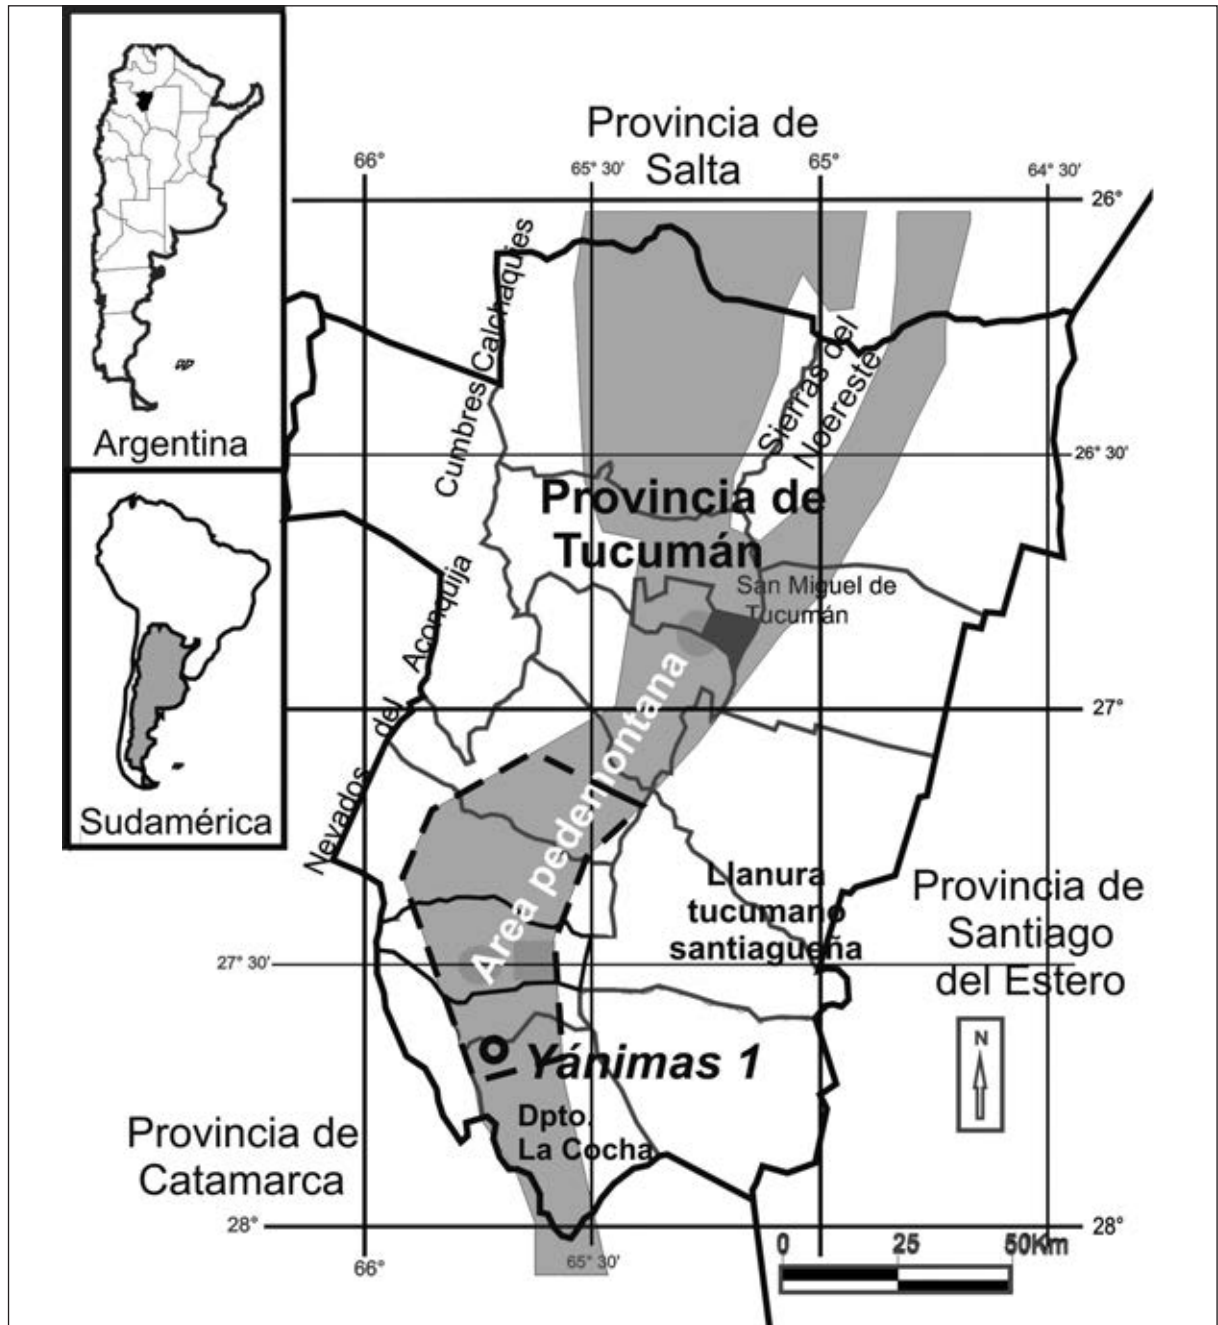 Argentina
Sudamérica
Provincia de
Salta
66°
65° 30'
65°
64° 30'
26°
Cumbres Calchaquies
Sierras del
Noereste
26° 30'
Provincia de
Tucumán
San Miguel de
Tucumán
Nevados del Aconquija
27°
Area pedemontana
Llanura
tucumano
santiagueña
Provincia de
Santiago
del Estero
27° 30'
N
Yánimas 1
Dpto.
La Cocha
Provincia de
Catamarca
28°
28°
0 25 50Km
66°
65° 30'